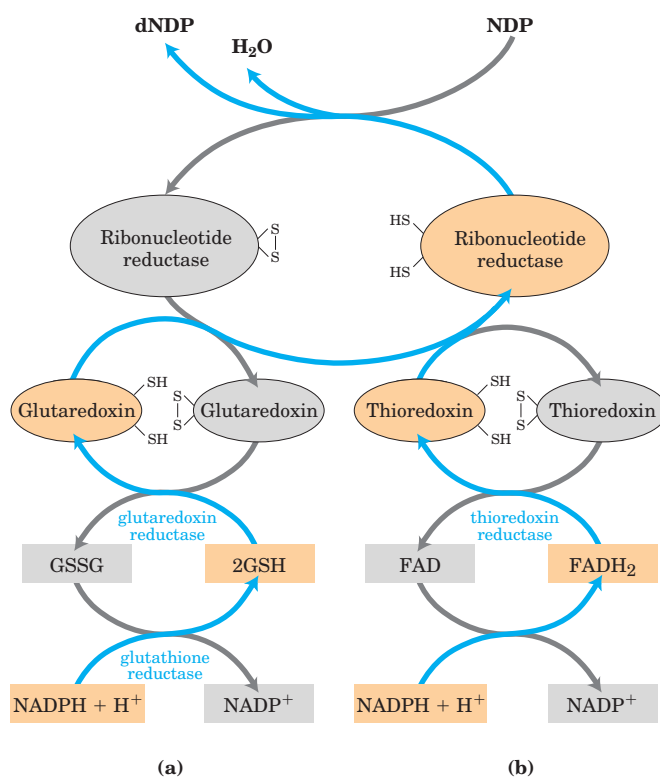 dNDP
H₂O
NDP
Ribonucleotide
reductase
S
S
HS
HS
Ribonucleotide
reductase
Glutaredoxin
SH
SH
S
S
Glutaredoxin
Thioredoxin
SH
SH
S
S
Thioredoxin
glutaredoxin
reductase
thioredoxin
reductase
GSSG
2GSH
FAD
FADH₂
glutathione
reductase
NADPH + H⁺
NADP⁺
NADPH + H⁺
NADP⁺
(a)
(b)